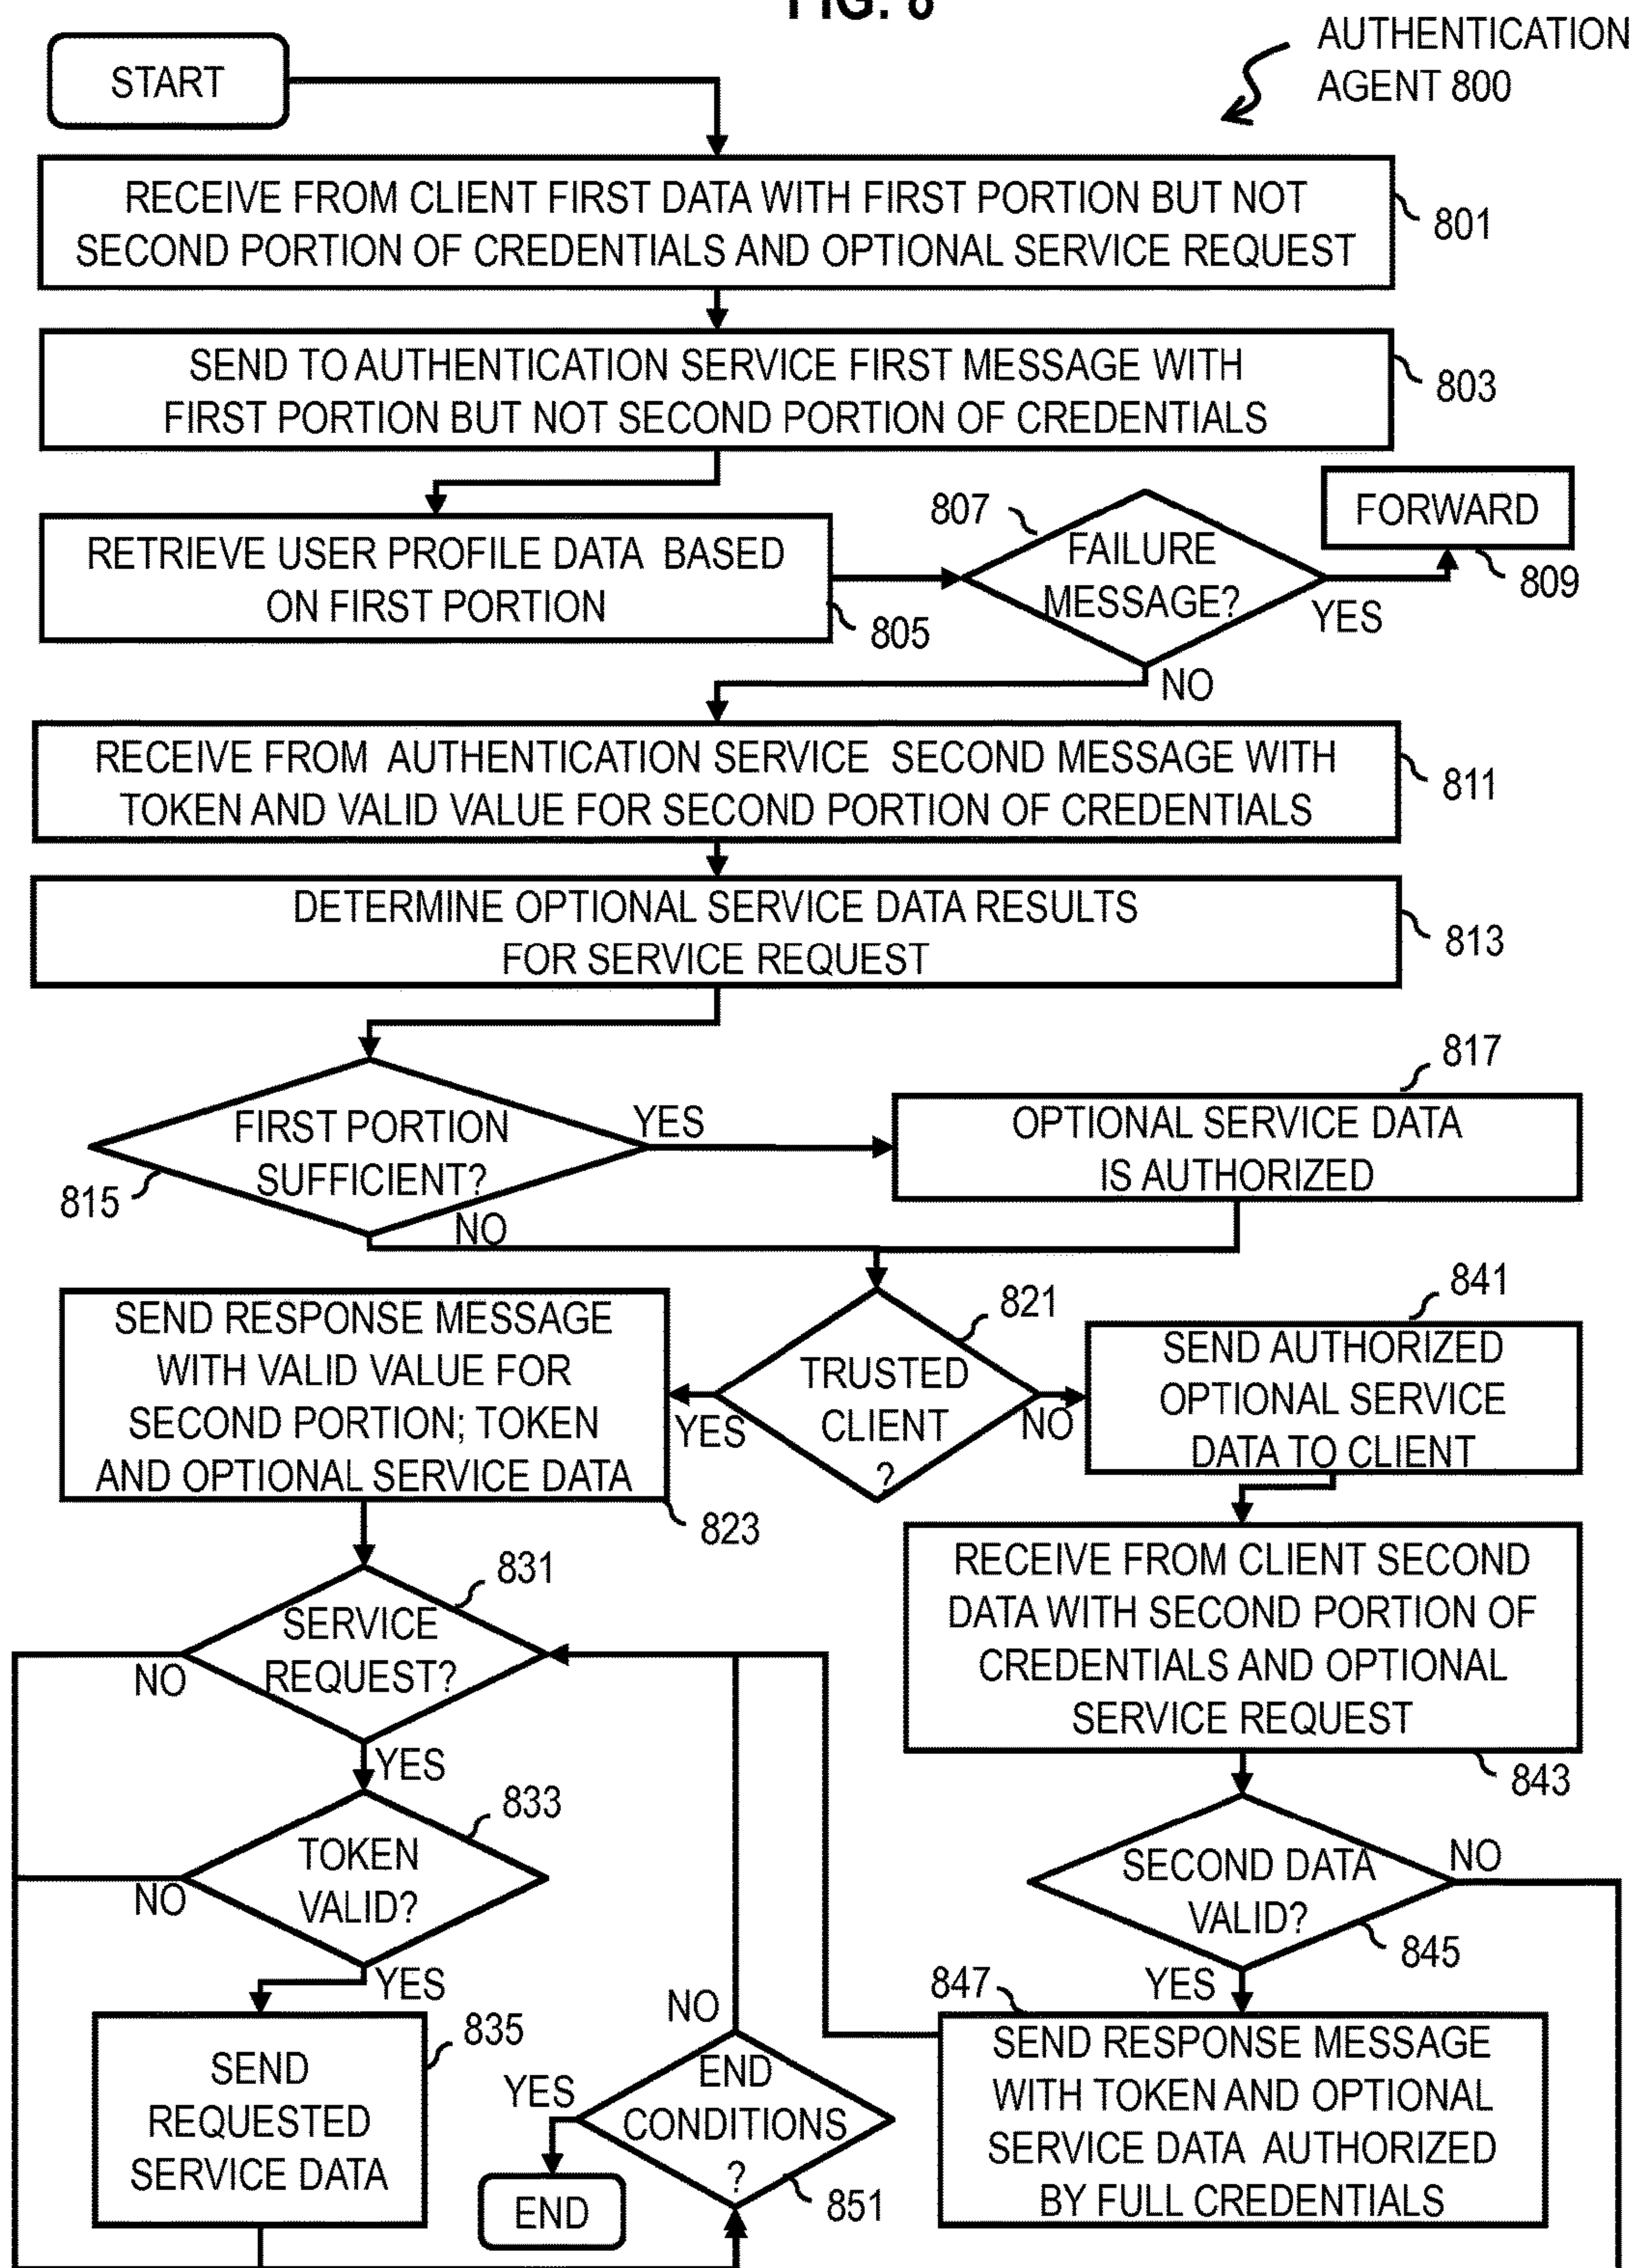 FIG. 8
AUTHENTICATION
AGENT 800
START
RECEIVE FROM CLIENT FIRST DATA WITH FIRST PORTION BUT NOT
SECOND PORTION OF CREDENTIALS AND OPTIONAL SERVICE REQUEST
801
SEND TO AUTHENTICATION SERVICE FIRST MESSAGE WITH
FIRST PORTION BUT NOT SECOND PORTION OF CREDENTIALS
803
RETRIEVE USER PROFILE DATA BASED
ON FIRST PORTION
805
807
FAILURE
MESSAGE?
YES
NO
FORWARD
809
RECEIVE FROM AUTHENTICATION SERVICE SECOND MESSAGE WITH
TOKEN AND VALID VALUE FOR SECOND PORTION OF CREDENTIALS
811
DETERMINE OPTIONAL SERVICE DATA RESULTS
FOR SERVICE REQUEST
813
FIRST PORTION
SUFFICIENT?
815
YES
NO
817
OPTIONAL SERVICE DATA
IS AUTHORIZED
821
TRUSTED
CLIENT
?
YES
NO
SEND RESPONSE MESSAGE
WITH VALID VALUE FOR
SECOND PORTION; TOKEN
AND OPTIONAL SERVICE DATA
823
841
SEND AUTHORIZED
OPTIONAL SERVICE
DATA TO CLIENT
RECEIVE FROM CLIENT SECOND
DATA WITH SECOND PORTION OF
CREDENTIALS AND OPTIONAL
SERVICE REQUEST
843
831
SERVICE
REQUEST?
NO
YES
833
TOKEN
VALID?
NO
YES
835
SEND
REQUESTED
SERVICE DATA
SECOND DATA
VALID?
NO
845
YES
847
SEND RESPONSE MESSAGE
WITH TOKEN AND OPTIONAL
SERVICE DATA AUTHORIZED
BY FULL CREDENTIALS
NO
END
CONDITIONS
?
YES
851
END